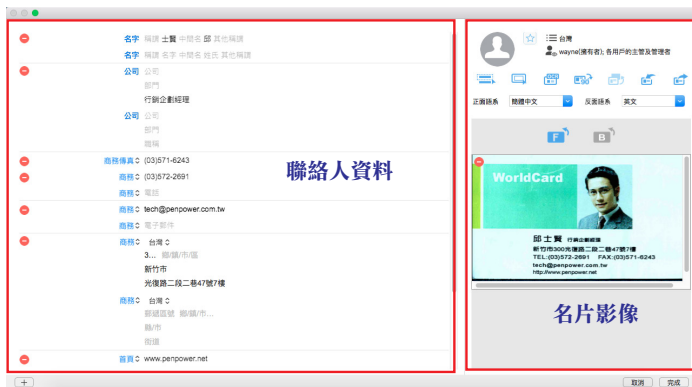 名字 稱謂 士賢 中間名 邱 其他稱謂
名字 稱謂 名字 中間名 姓氏 其他稱謂
公司 公司
部門
行銷企劃經理
公司 公司
部門
職稱
商務傳真 (03)571-6243
商務 (03)572-2691
商務 電話
商務 tech@penpower.com.tw
商務 電子郵件
商務 台灣
3... 鄉/鎮/市/區
新竹市
光復路二段二巷47號7樓
商務 台灣
郵遞區號 鄉/鎮/市...
縣/市
街道
首頁 www.penpower.net
聯絡人資料
台灣
wayne(擁有者); 各用戶的主管及管理者
正面語系 簡體中文 反面語系 英文
F B
WorldCard
邱士賢 行銷企劃經理
新竹市300光復路二段二巷47號7樓
TEL:(03)572-2691 FAX:(03)571-6243
tech@penpower.com.tw
http://www.penpower.net
名片影像
取消 完成